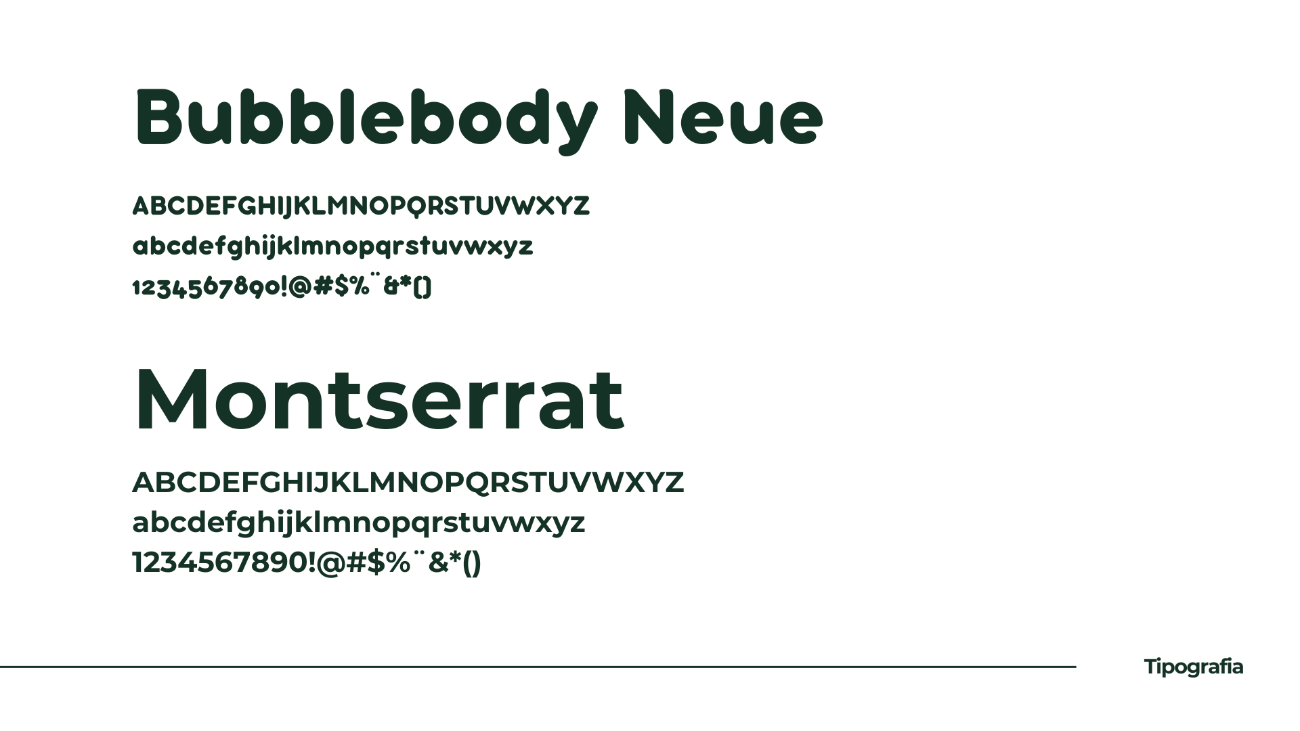 Bubblebody Neue
ABCDEFGHIJKLMNOPQRSTUVWXYZ
abcdefghijklmnopqrstuvwxyz
1234567890!@#$%¨&*()
Montserrat
ABCDEFGHIJKLMNOPQRSTUVWXYZ
abcdefghijklmnopqrstuvwxyz
1234567890!@#$%¨&*()
Tipografia